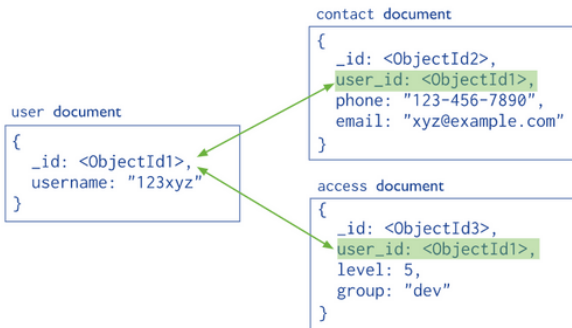 contact document
{
_id: <ObjectId2>,
user_id: <ObjectId1>,
phone: "123-456-7890",
email: "xyz@example.com"
}
user document
{
_id: <ObjectId1>,
username: "123xyz"
}
access document
{
_id: <ObjectId3>,
user_id: <ObjectId1>,
level: 5,
group: "dev"
}